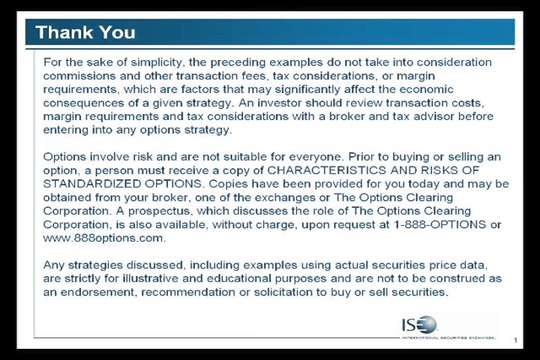 Thank You
For the sake of simplicity, the preceding examples do not take into consideration
commissions and other transaction fees, tax considerations, or margin
requirements, which are factors that may significantly affect the economic
consequences of a given strategy. An investor should review transaction costs,
margin requirements and tax considerations with a broker and tax advisor before
entering into any options strategy.
Options involve risk and are not suitable for everyone. Prior to buying or selling an
option, a person must receive a copy of CHARACTERISTICS AND RISKS OF
STANDARDIZED OPTIONS. Copies have been provided for you today and may be
obtained from your broker, one of the exchanges or The Options Clearing
Corporation. A prospectus, which discusses the role of The Options Clearing
Corporation, is also available, without charge, upon request at 1-888-OPTIONS or
www.888options.com.
Any strategies discussed, including examples using actual securities price data,
are strictly for illustrative and educational purposes and are not to be construed as
an endorsement, recommendation or solicitation to buy or sell securities.
ISE
INTERNATIONAL SECURITIES EXCHANGE.
1